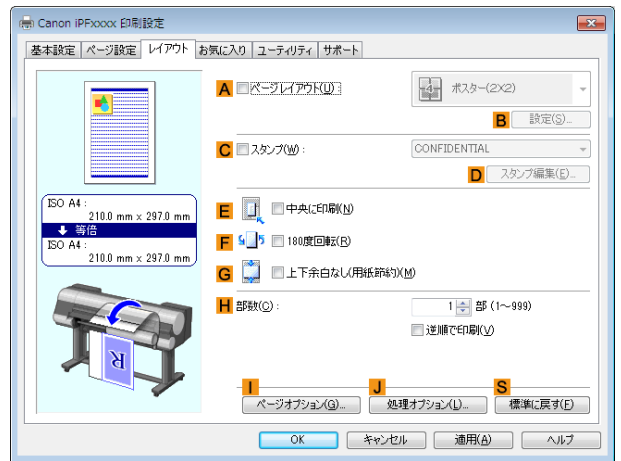 Canon iPFxxxx 印刷設定
基本設定 ページ設定 レイアウト お気に入り ユーティリティ サポート
A ページレイアウト(U) : 4 ポスター(2×2)
B 設定(S)...
C スタンプ(W) : CONFIDENTIAL
D スタンプ編集(E)...
ISO A4 :
210.0 mm x 297.0 mm
等倍
ISO A4 :
210.0 mm x 297.0 mm
E 中央に印刷(N)
F 180度回転(R)
G 上下余白なし(用紙節約)(M)
H 部数(C) : 1 部 (1~999)
逆順で印刷(V)
R
I J S
ページオプション(G)... 処理オプション(L)... 標準に戻す(F)
OK キャンセル 適用(A) ヘルプ